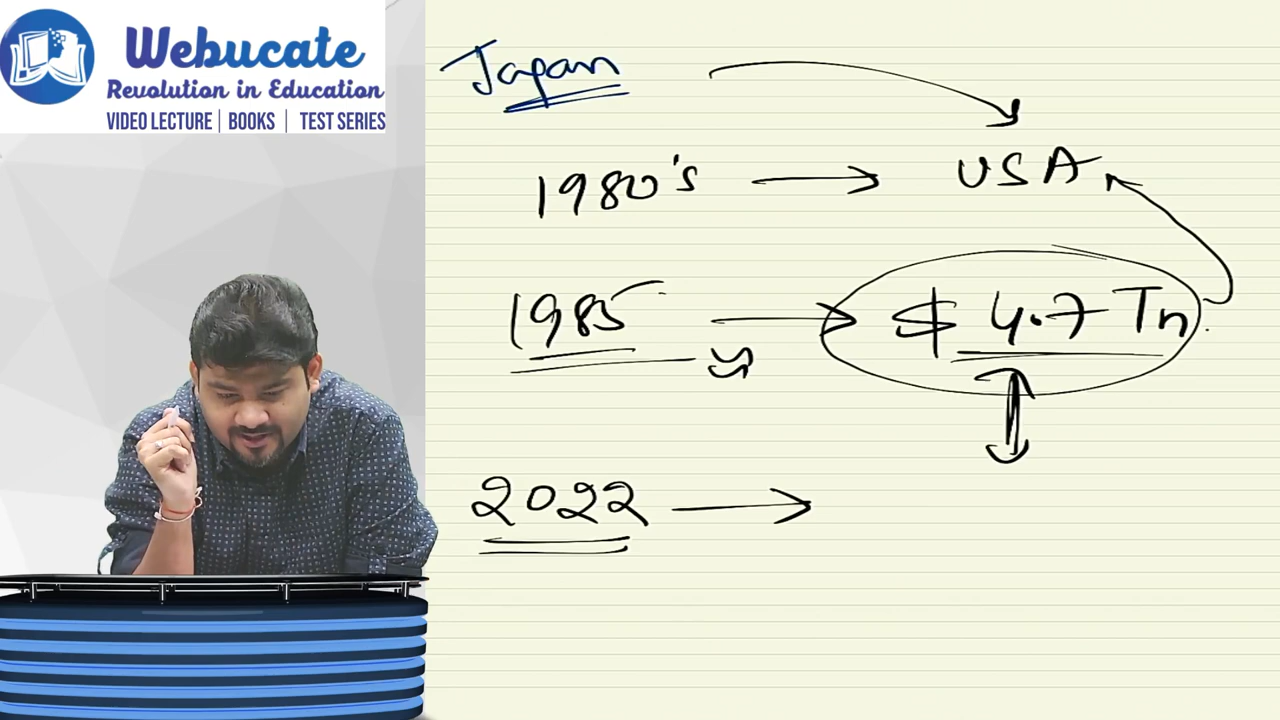 Webucate
Revolution in Education
VIDEO LECTURE | BOOKS | TEST SERIES
Japan
1980's → USA
1985 → $ 4.7 Tn
2022 →